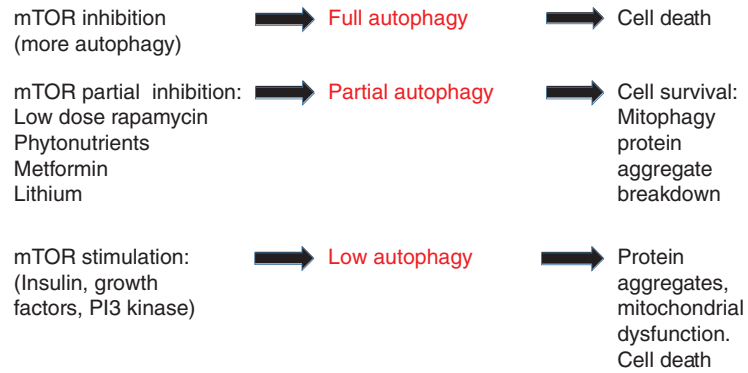 mTOR inhibition
(more autophagy)
Full autophagy
Cell death
mTOR partial  inhibition:
Low dose rapamycin
Phytonutrients
Metformin
Lithium
Partial autophagy
Cell survival:
Mitophagy
protein
aggregate
breakdown
mTOR stimulation:
(Insulin, growth
factors, PI3 kinase)
Low autophagy
Protein
aggregates,
mitochondrial
dysfunction.
Cell death